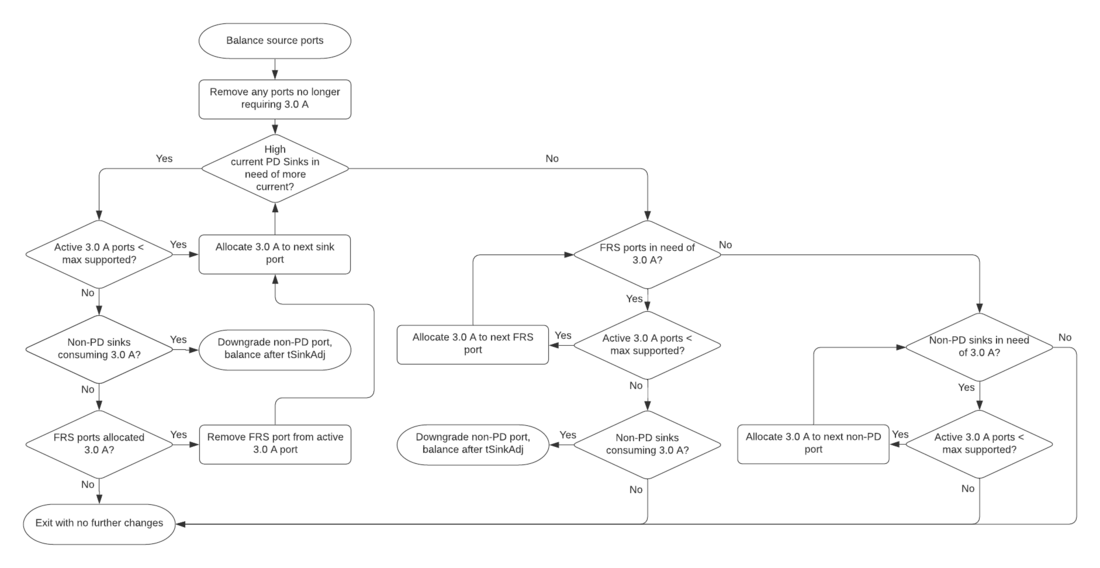 Balance source ports
Remove any ports no longer
requiring 3.0 A
Yes
High
current PD Sinks in
need of more
current?
No
Active 3.0 A ports <
max supported?
Yes
Allocate 3.0 A to next sink
port
No
Non-PD sinks
consuming 3.0 A?
Yes
Downgrade non-PD port,
balance after tSinkAdj
No
FRS ports allocated
3.0 A?
Yes
Remove FRS port from active
3.0 A port
No
Exit with no further changes
FRS ports in need of
3.0 A?
No
Yes
Allocate 3.0 A to next FRS
port
Yes
Active 3.0 A ports <
max supported?
No
Downgrade non-PD port,
balance after tSinkAdj
Yes
Non-PD sinks
consuming 3.0 A?
No
Non-PD sinks in need
of 3.0 A?
No
Yes
Allocate 3.0 A to next non-PD
port
Yes
Active 3.0 A ports <
max supported?
No